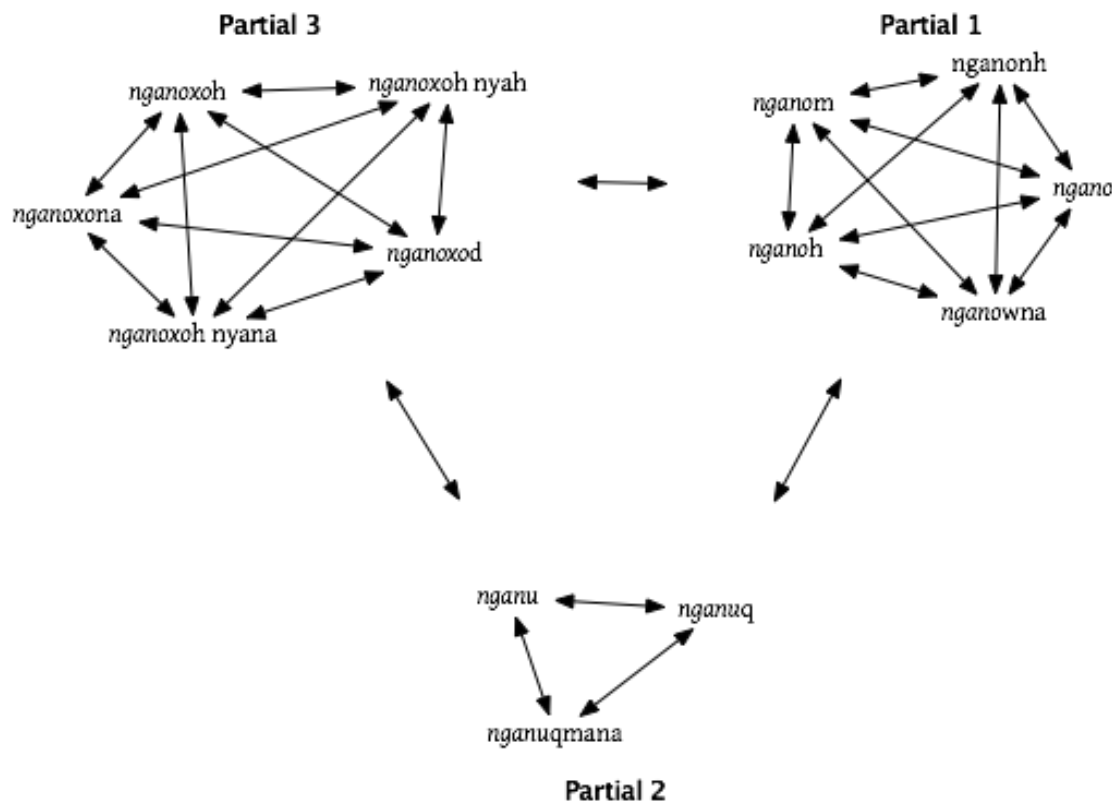 Partial 3
nganoxoh
nganoxoh nyah
nganoxona
nganoxod
nganoxoh nyana
Partial 1
nganonh
nganom
ngano
nganoh
nganowna
nganu
nganuq
nganuqmana
Partial 2